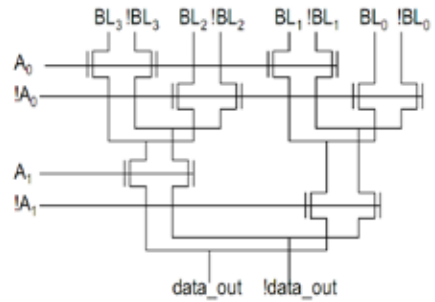 BL₃ !BL₃ BL₂ !BL₂ BL₁ !BL₁ BL₀ !BL₀
A₀
!A₀
A₁
!A₁
data_out !data_out